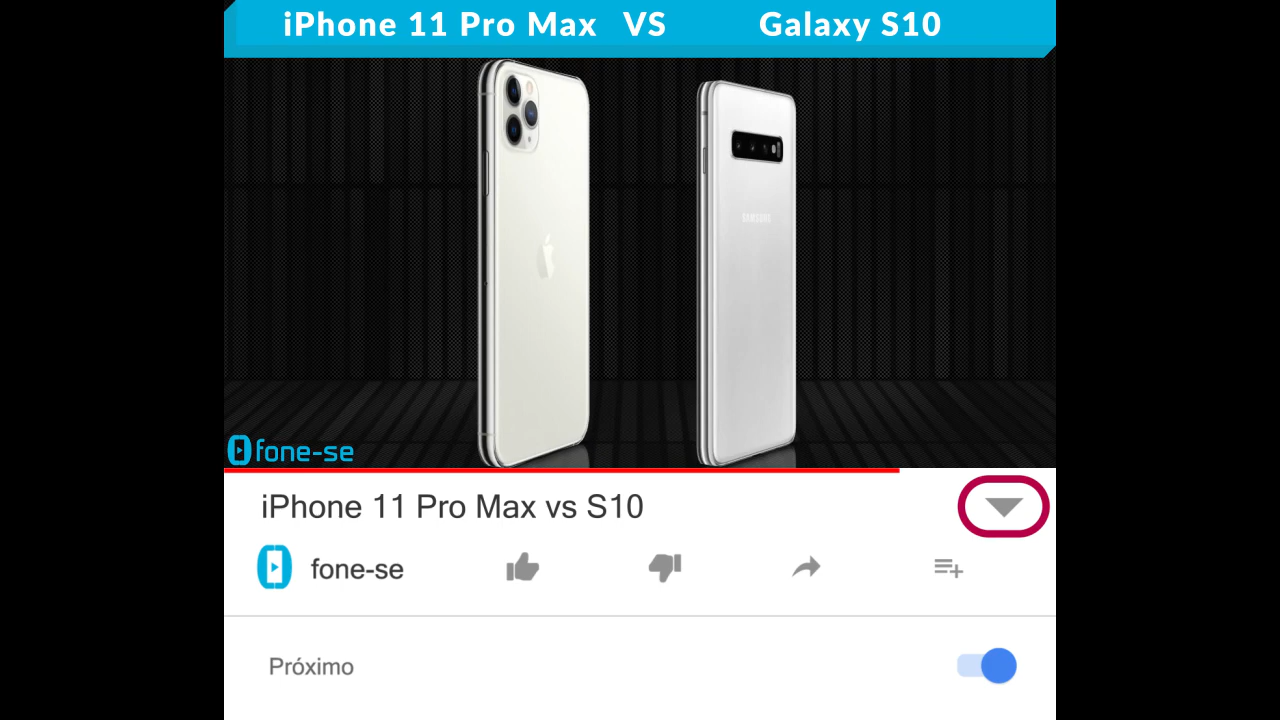 iPhone 11 Pro Max VS Galaxy S10
SAMSUNG
fone-se
iPhone 11 Pro Max vs S10
fone-se
Próximo